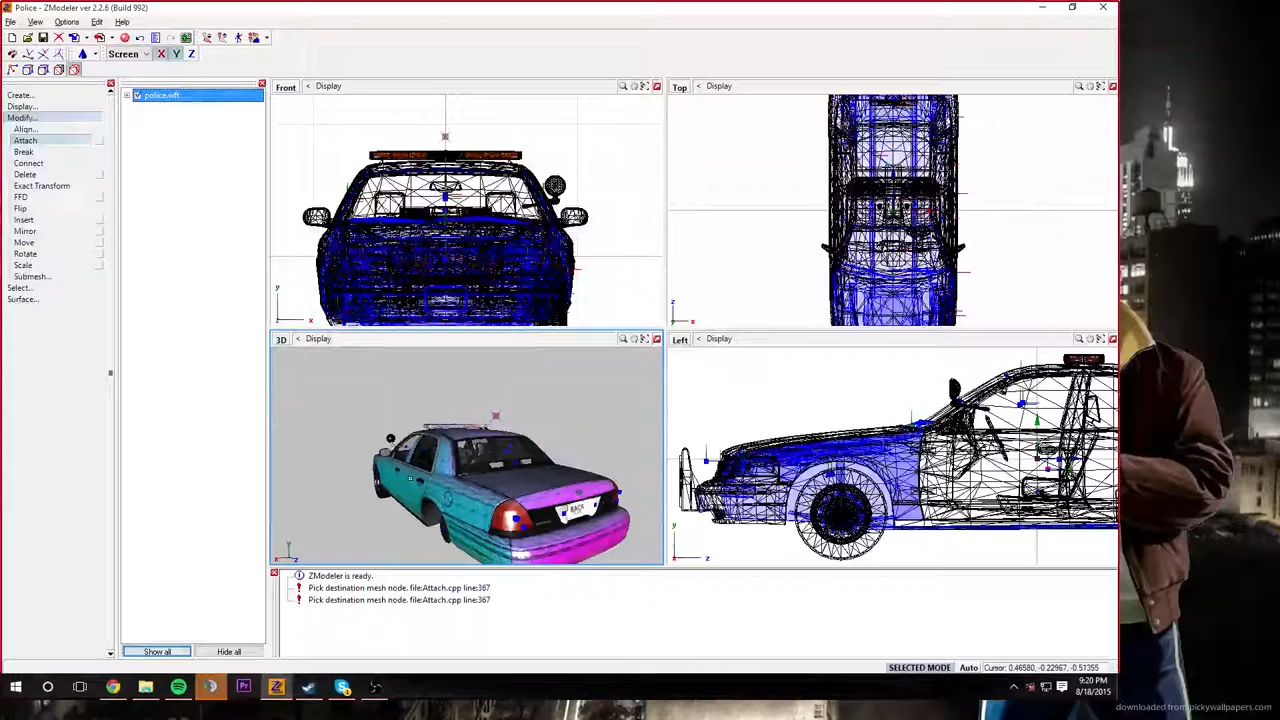 Police - ZModeler ver 2.2.6 (Build 992)
File View Options Edit Help
Screen X Y Z
Create...
Display...
Modify...
Align...
Attach
Break
Connect
Delete
Exact Transform
FFD
Flip
Insert
Mirror
Move
Rotate
Scale
Submesh...
Select...
Surface...
police.wft
Show all Hide all
Front < Display
Top < Display
3D < Display
Left < Display
y
z x
z
y x
BACK
y
x z
y
x z
ZModeler is ready.
Pick destination mesh node. file:Attach.cpp line:367
Pick destination mesh node. file:Attach.cpp line:367
SELECTED MODE Auto Cursor: 0.46580, -0.22967, -0.51355
Pr
Z
S
9:20 PM
8/18/2015
downloaded from pickywallpapers.com